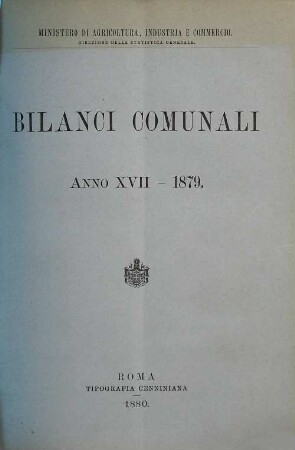 MINISTERO DI AGRICOLTURA, INDUSTRIA E COMMERCIO.
DIREZIONE DELLA STATISTICA GENERALE.
BILANCI COMUNALI
ANNO XVII – 1879.
ROMA
TIPOGRAFIA CENNINIANA
1880.